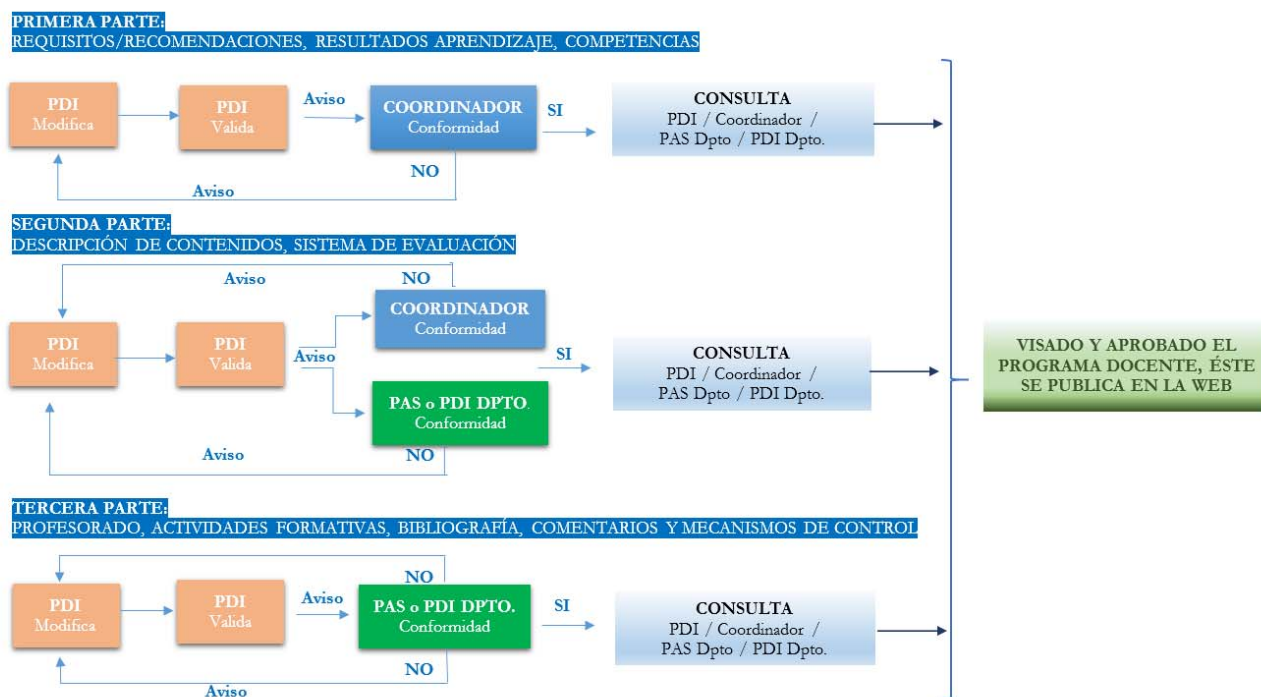 PRIMERA PARTE:
REQUISITOS/RECOMENDACIONES, RESULTADOS APRENDIZAJE, COMPETENCIAS
PDI
Modifica
PDI
Valida
Aviso
COORDINADOR
Conformidad
SI
CONSULTA
PDI / Coordinador /
PAS Dpto / PDI Dpto.
NO
Aviso
SEGUNDA PARTE:
DESCRIPCIÓN DE CONTENIDOS, SISTEMA DE EVALUACIÓN
Aviso
NO
PDI
Modifica
PDI
Valida
Aviso
COORDINADOR
Conformidad
PAS o PDI DPTO.
Conformidad
SI
CONSULTA
PDI / Coordinador /
PAS Dpto / PDI Dpto.
Aviso
NO
VISADO Y APROBADO EL
PROGRAMA DOCENTE, ÉSTE
SE PUBLICA EN LA WEB
TERCERA PARTE:
PROFESORADO, ACTIVIDADES FORMATIVAS, BIBLIOGRAFÍA, COMENTARIOS Y MECANISMOS DE CONTROL
NO
PDI
Modifica
PDI
Valida
Aviso
PAS o PDI DPTO.
Conformidad
SI
CONSULTA
PDI / Coordinador /
PAS Dpto / PDI Dpto.
NO
Aviso